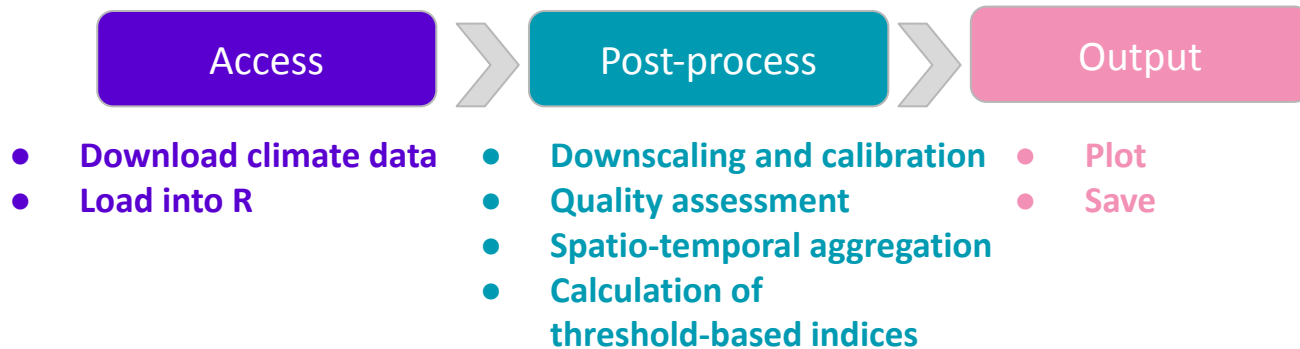 Access
Post-process
Output
● Download climate data
● Load into R
● Downscaling and calibration
● Quality assessment
● Spatio-temporal aggregation
● Calculation of
threshold-based indices
● Plot
● Save